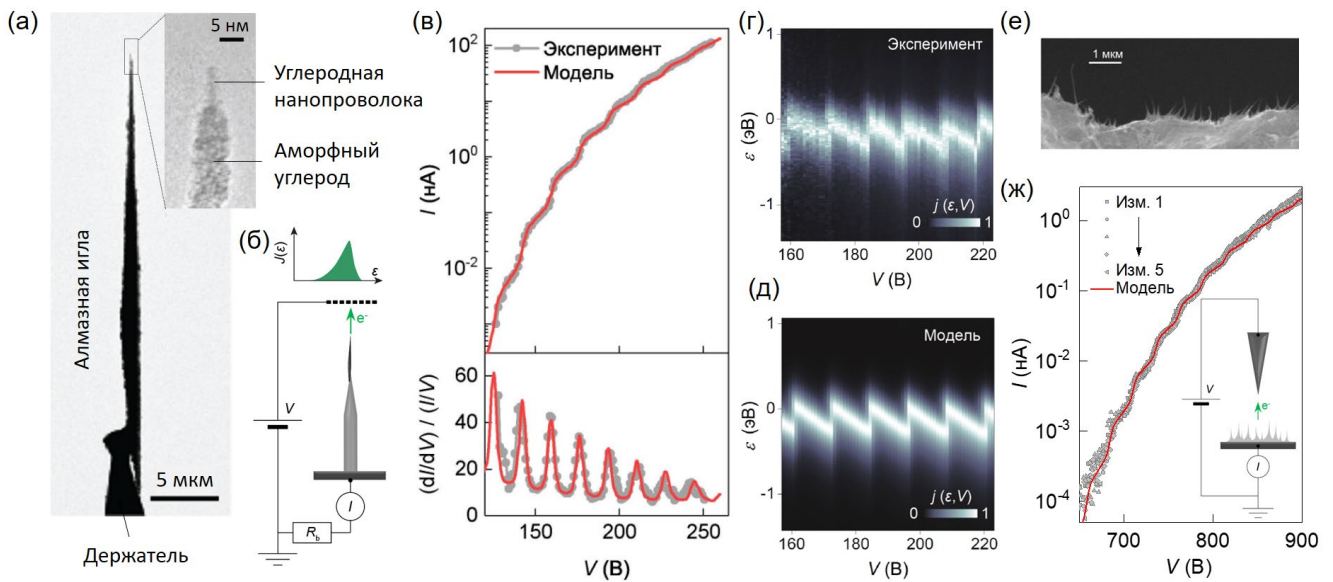 (а)
5 нм
Углеродная
нанопроволока
Аморфный
углерод
Алмазная игла
5 мкм
Держатель
(б)
J(ε)
ε
e⁻
V
I
R_b
(в)
Эксперимент
Модель
I (нА)
10²
10¹
10⁰
10⁻¹
10⁻²
(dI/dV) / (I/V)
60
40
20
0
150 200 250
V (В)
(г)
Эксперимент
ε (эВ)
1
0
-1
j (ε,V)
0 1
160 180 200 220
V (В)
(д)
Модель
ε (эВ)
1
0
-1
j (ε,V)
0 1
160 180 200 220
V (В)
(е)
1 мкм
(ж)
Изм. 1
Изм. 5
Модель
I (нА)
10⁰
10⁻¹
10⁻²
10⁻³
10⁻⁴
V
e⁻
I
700 800 900
V (В)